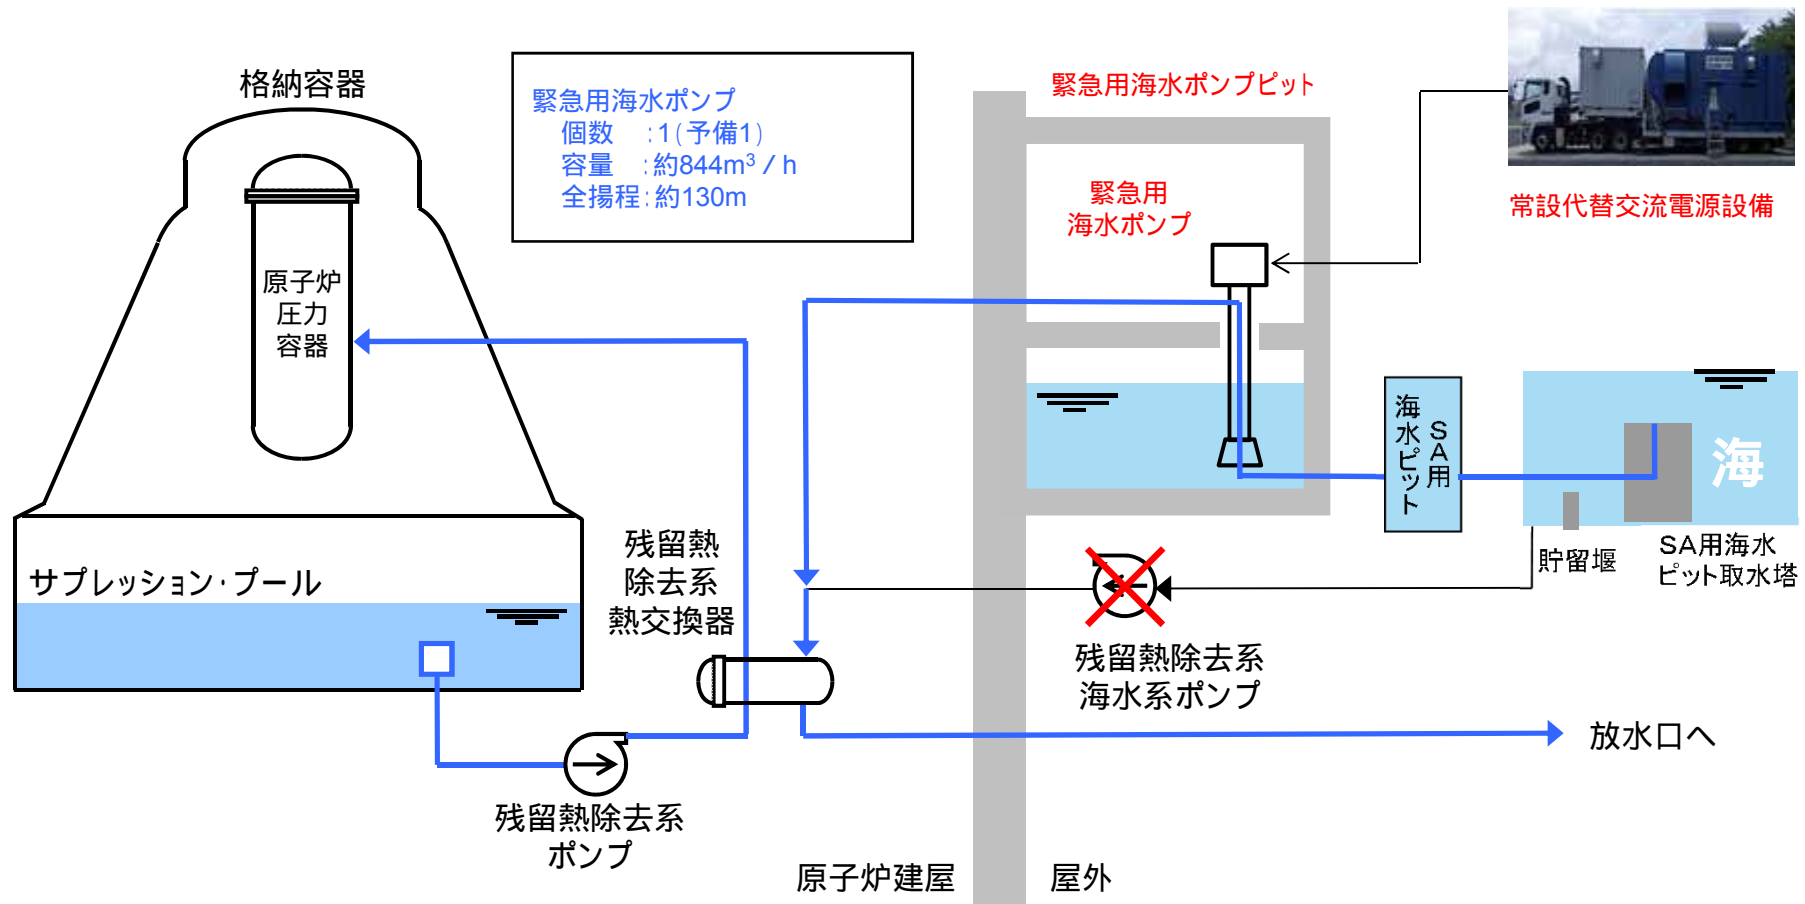 格納容器
緊急用海水ポンプ
個数　:1(予備1)
容量　:約844m³/h
全揚程:約130m
緊急用海水ポンプピット
緊急用
海水ポンプ
常設代替交流電源設備
原子炉
圧力
容器
SA用
海水ピット
海
貯留堰
SA用海水
ピット取水塔
サプレッション・プール
残留熱
除去系
熱交換器
残留熱除去系
海水系ポンプ
放水口へ
残留熱除去系
ポンプ
原子炉建屋
屋外